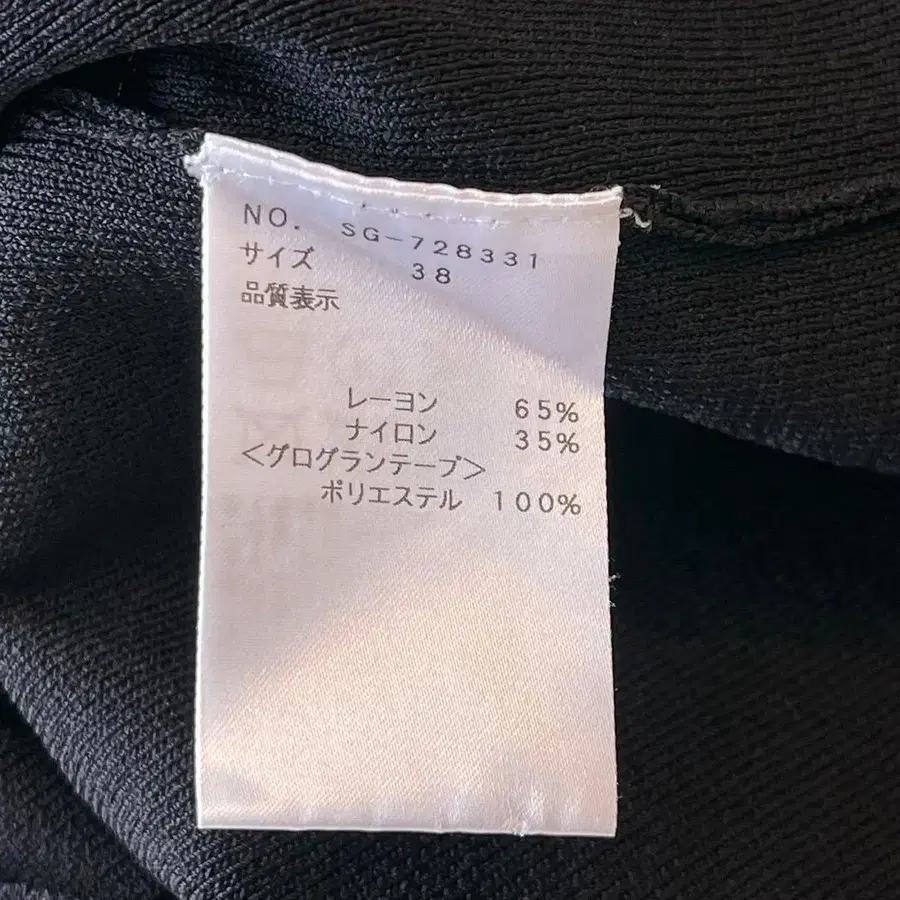 NO. SG-728331
サイズ 38
品質表示
レーヨン 65%
ナイロン 35%
<グログランテープ>
ポリエステル 100%